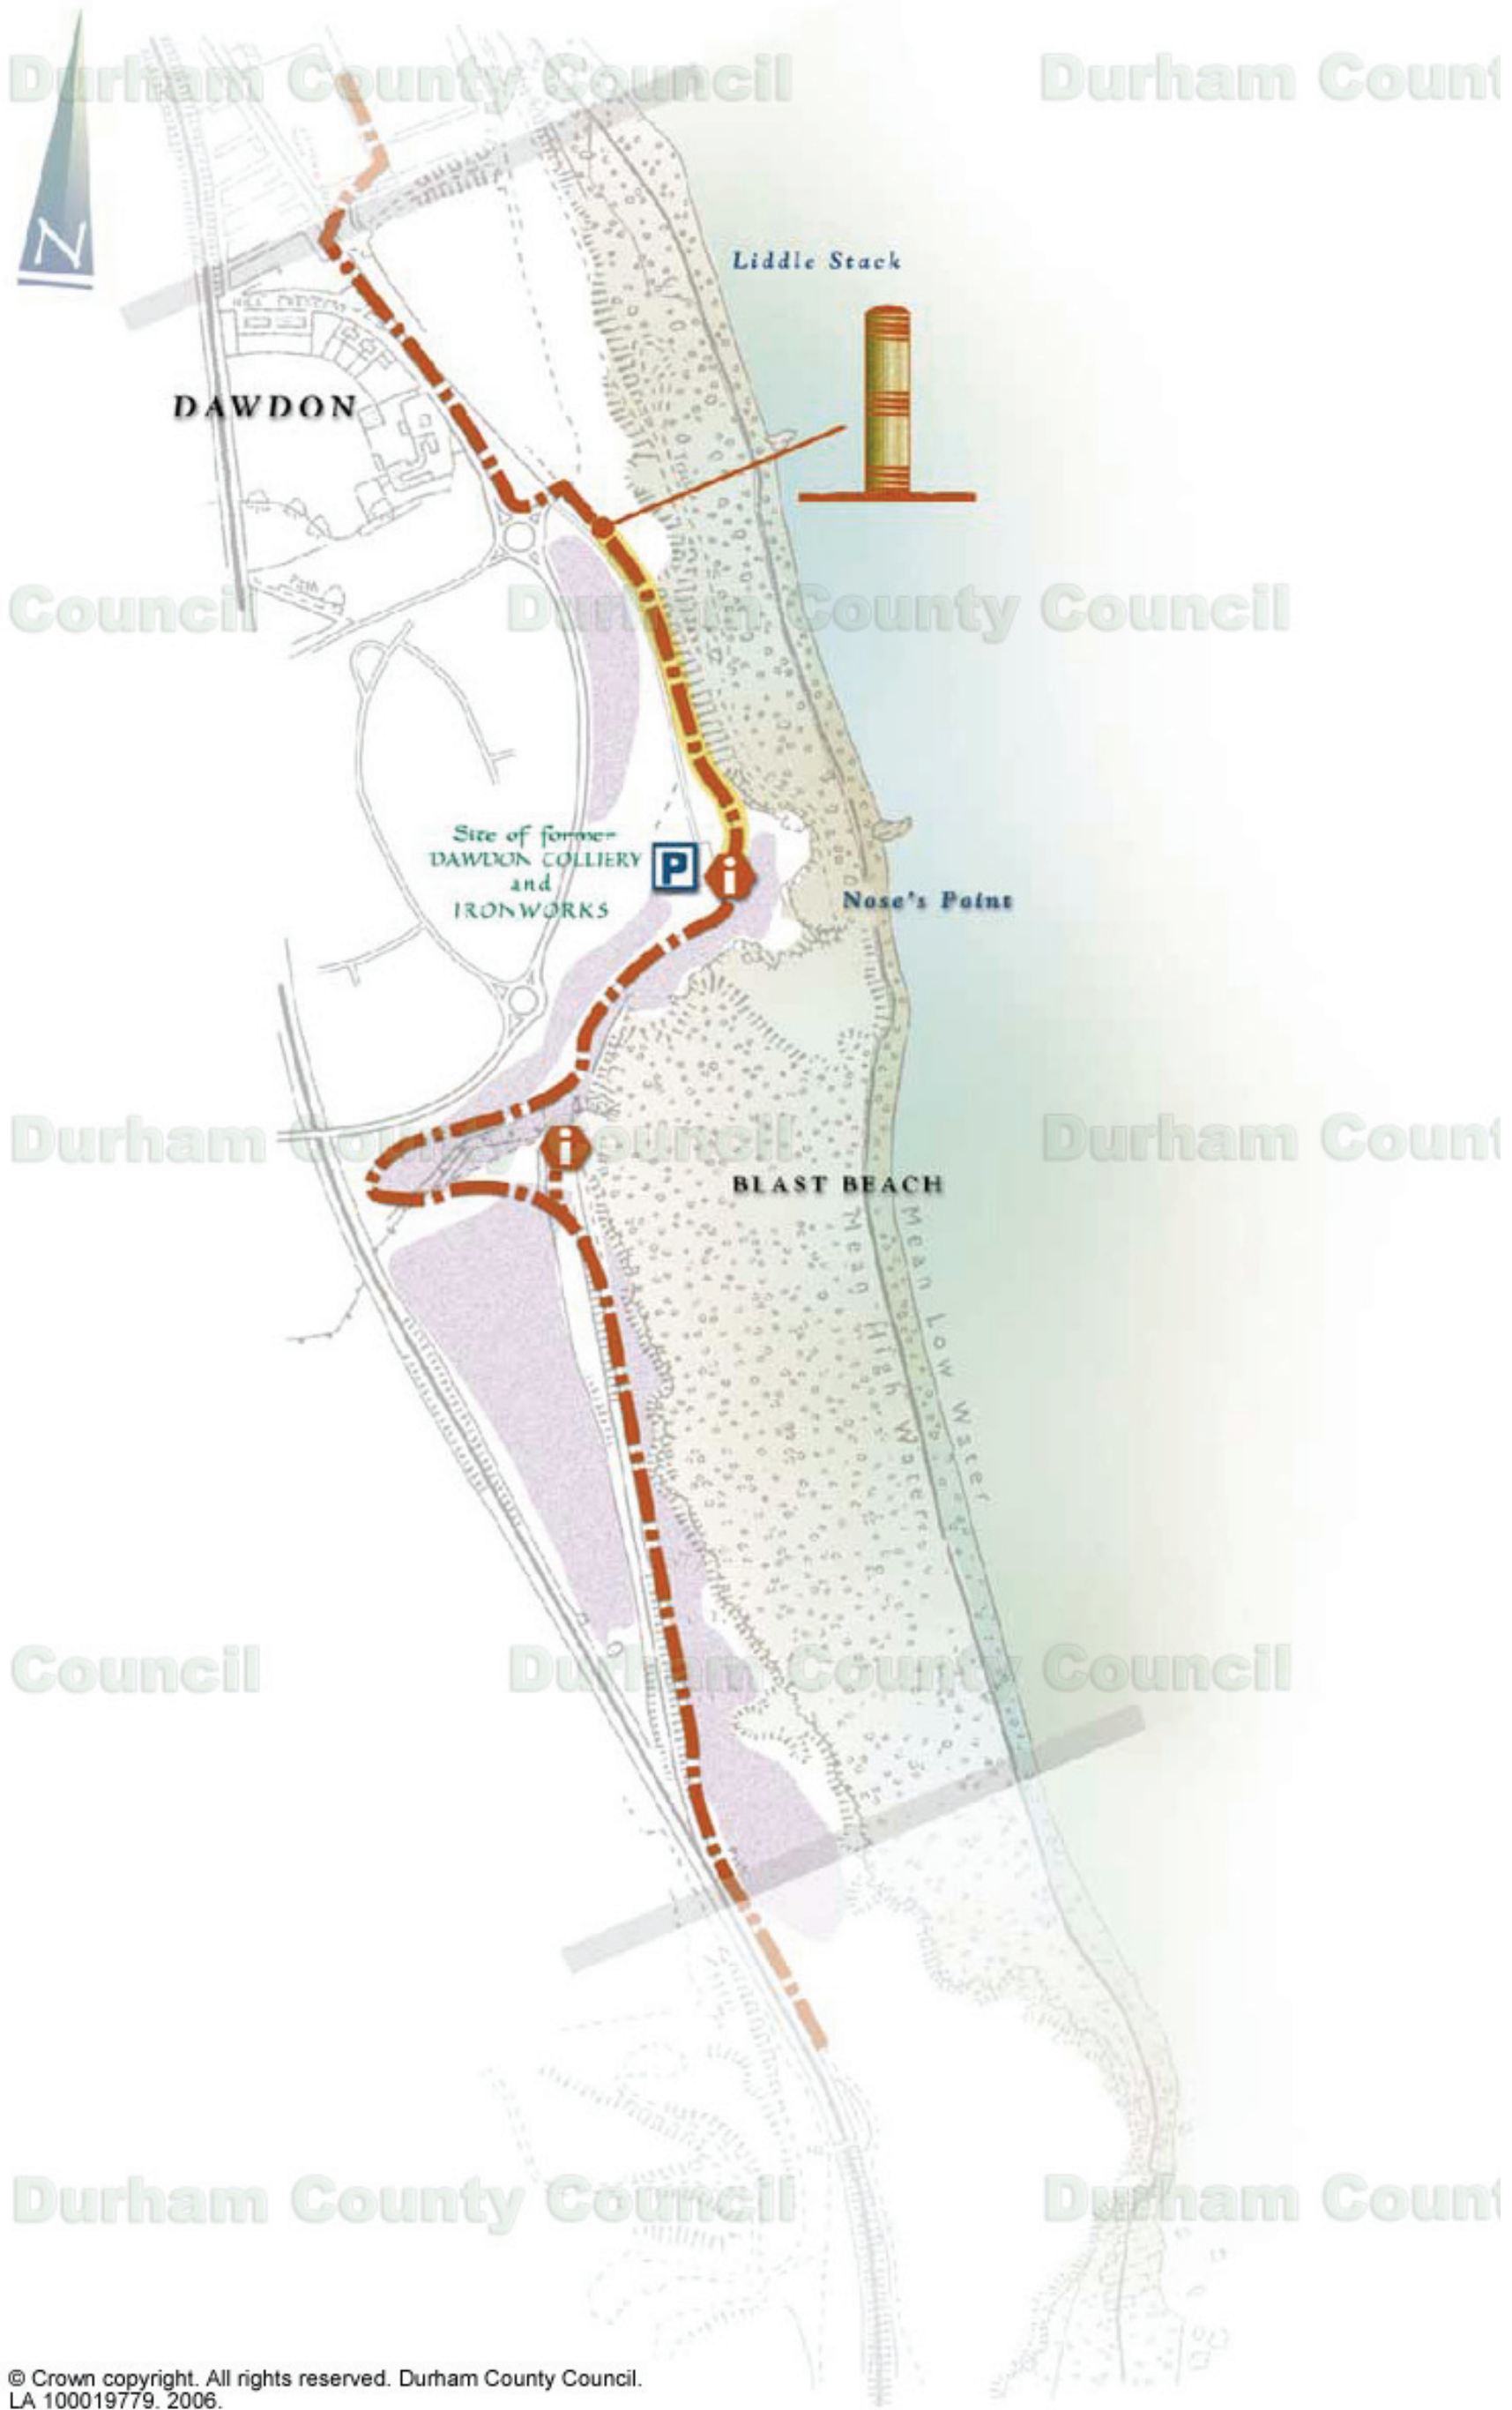 Durham County Council
Durham Count
N
Liddle Stack
DAWDON
Council
Durham County Council
Path
Site of former
DAWDON COLLIERY
and
IRONWORKS
P
i
Nose's Point
Durham County Council
Durham Count
i
BLAST BEACH
Mean High Water
Mean Low Water
Council
Durham County Council
Durham County Council
Durham Count
© Crown copyright. All rights reserved. Durham County Council.
LA 100019779. 2006.